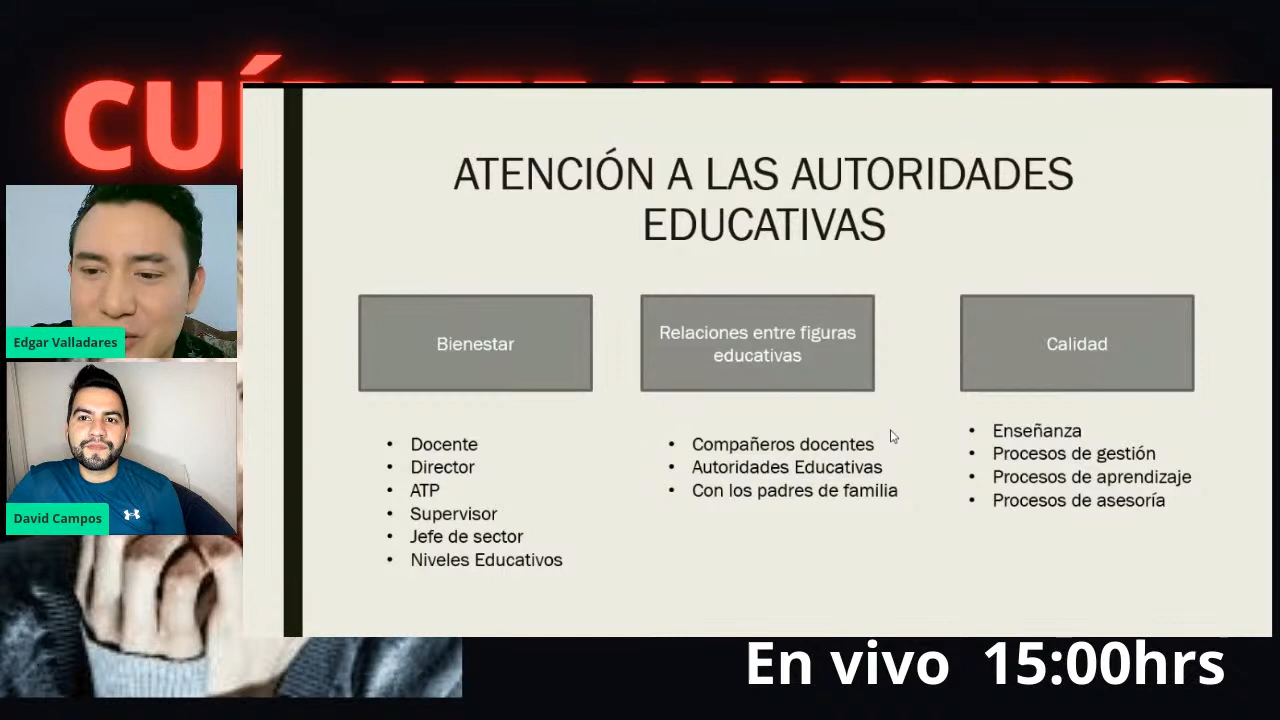 CUÍ
ATENCIÓN A LAS AUTORIDADES
EDUCATIVAS
Bienestar
Relaciones entre figuras
educativas
Calidad
• Docente
• Director
• ATP
• Supervisor
• Jefe de sector
• Niveles Educativos
• Compañeros docentes
• Autoridades Educativas
• Con los padres de familia
• Enseñanza
• Procesos de gestión
• Procesos de aprendizaje
• Procesos de asesoría
Edgar Valladares
David Campos
En vivo 15:00hrs